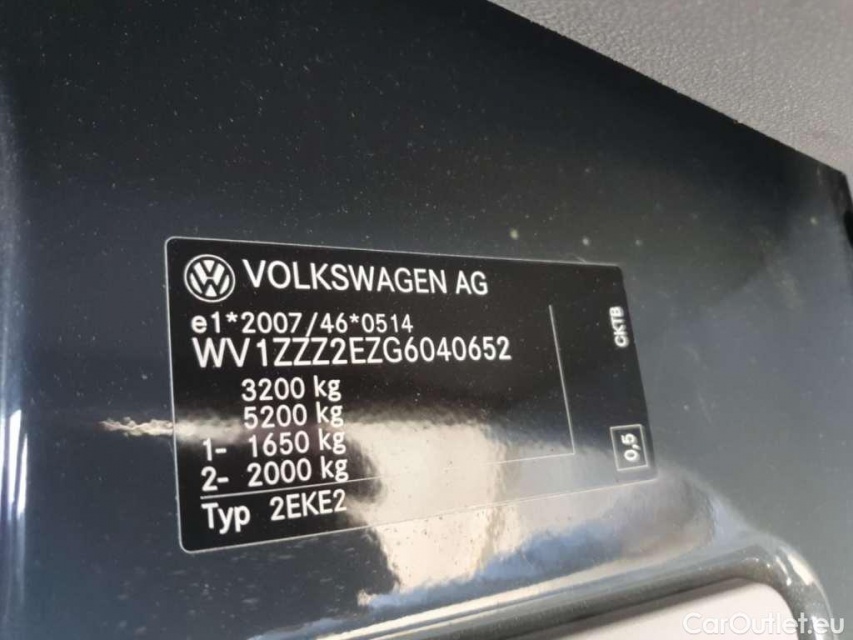 VOLKSWAGEN AG
e1*2007/46*0514
WV1ZZZ2EZG6040652
3200 kg
5200 kg
1- 1650 kg
2- 2000 kg
Typ 2EKE2
CKTB
0,5
CarOutlet.eu